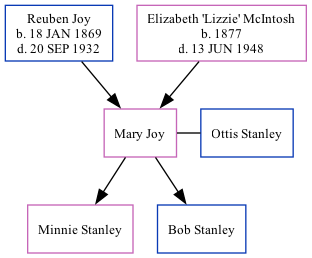 Reuben Joy
b. 18 JAN 1869
d. 20 SEP 1932
Elizabeth 'Lizzie' McIntosh
b. 1877
d. 13 JUN 1948
Mary Joy
Ottis Stanley
Minnie Stanley
Bob Stanley